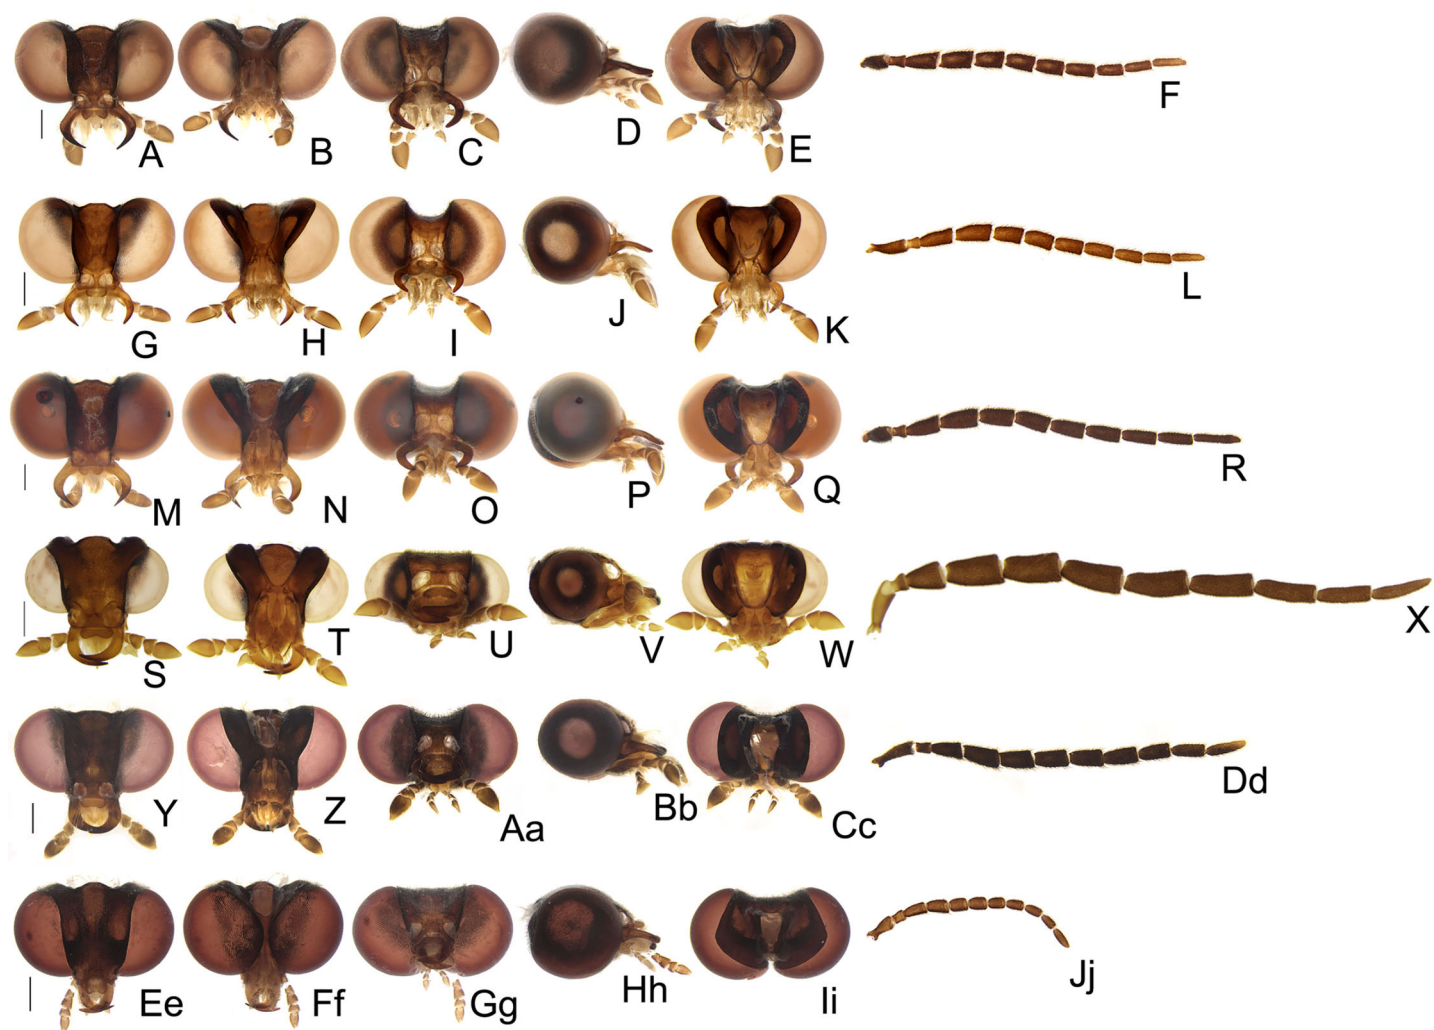 A B C D E F
G H I J K L
M N O P Q R
S T U V W X
Y Z Aa Bb Cc Dd
Ee Ff Gg Hh Ii Jj